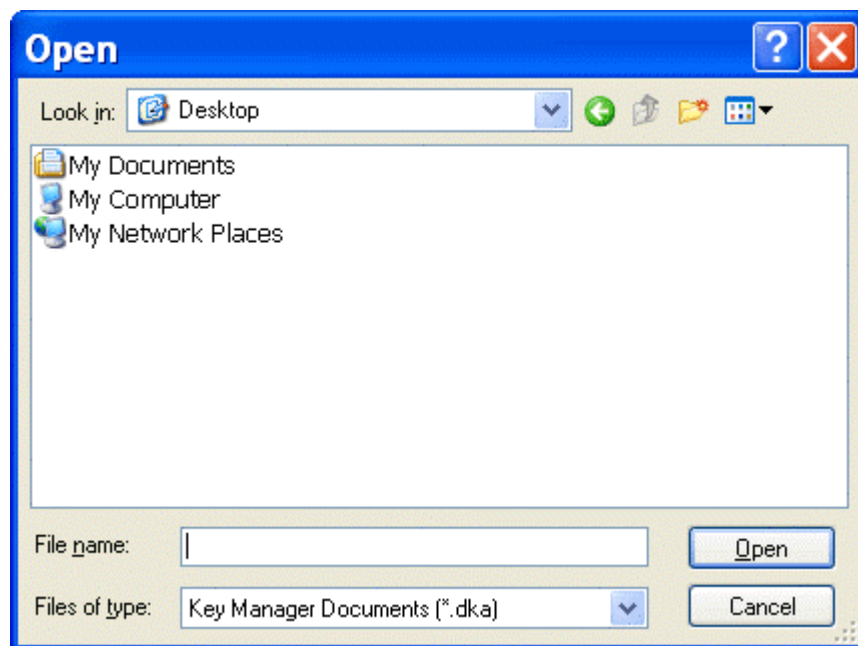 Open
Look in: Desktop
My Documents
My Computer
My Network Places
File name:
Open
Files of type: Key Manager Documents (*.dka)
Cancel